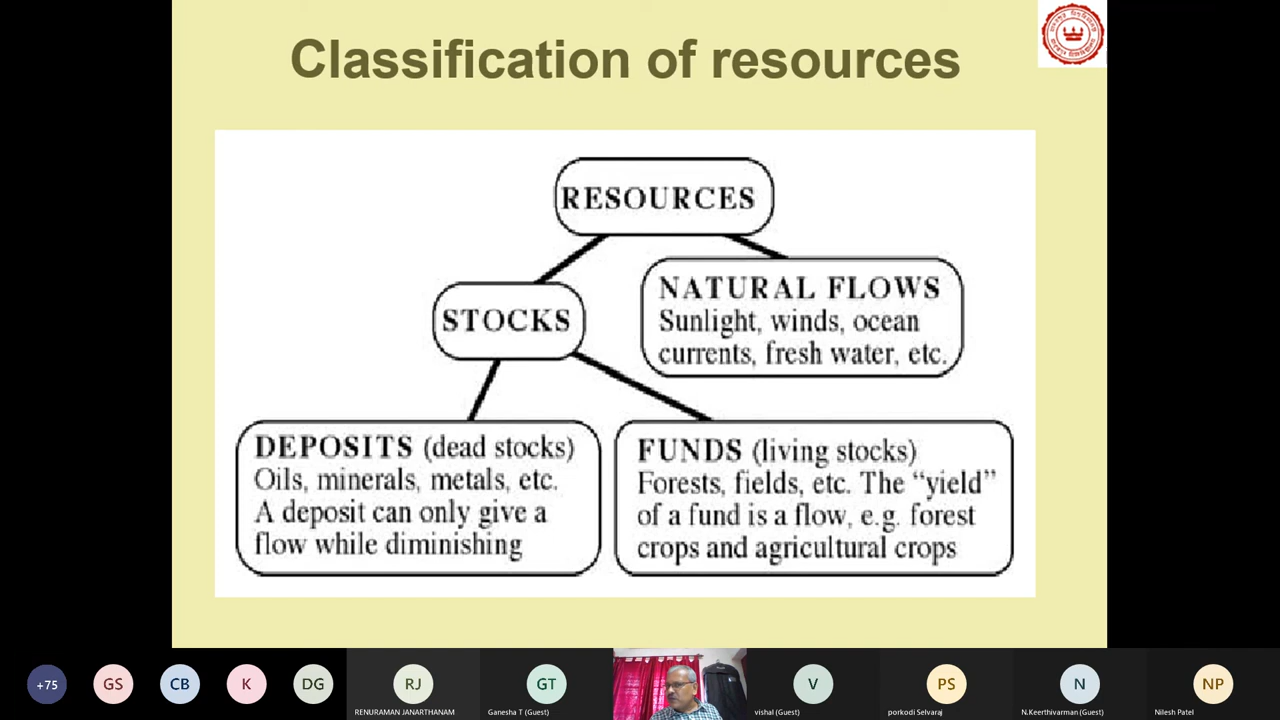 Classification of resources
RESOURCES
STOCKS
NATURAL FLOWS
Sunlight, winds, ocean
currents, fresh water, etc.
DEPOSITS (dead stocks)
Oils, minerals, metals, etc.
A deposit can only give a
flow while diminishing
FUNDS (living stocks)
Forests, fields, etc. The “yield”
of a fund is a flow, e.g. forest
crops and agricultural crops
+75
GS
CB
K
DG
RJ
RENURAMAN JANARTHANAM
GT
Ganesha T (Guest)
V
vishal (Guest)
PS
porkodi Selvaraj
N
N.Keerthivarman (Guest)
NP
Nilesh Patel